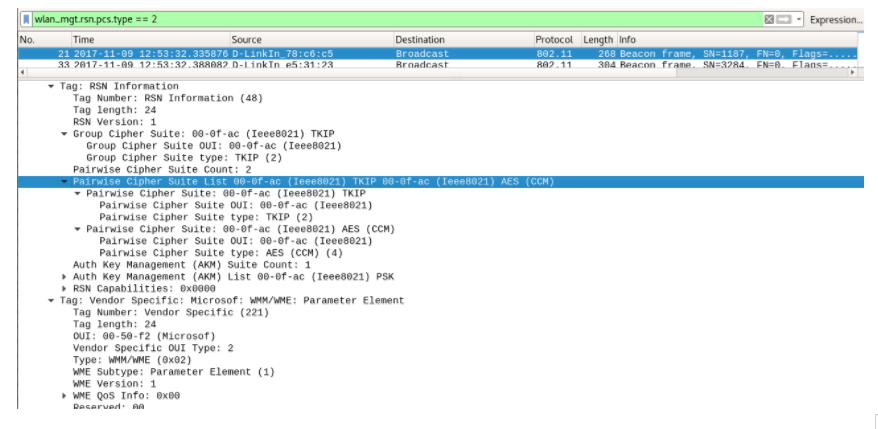 wlan_mgt.rsn.pcs.type == 2 Expression...
No. Time Source Destination Protocol Length Info
21 2017-11-09 12:53:32.335876 D-LinkIn_78:c6:c5 Broadcast 802.11 268 Beacon frame, SN=1187, FN=0, Flags=.....
33 2017-11-09 12:53:32.388082 D-LinkIn_e5:31:23 Broadcast 802.11 304 Beacon frame, SN=3284, FN=0, Flags=.....
Tag: RSN Information
Tag Number: RSN Information (48)
Tag length: 24
RSN Version: 1
Group Cipher Suite: 00-0f-ac (Ieee8021) TKIP
Group Cipher Suite OUI: 00-0f-ac (Ieee8021)
Group Cipher Suite type: TKIP (2)
Pairwise Cipher Suite Count: 2
Pairwise Cipher Suite List 00-0f-ac (Ieee8021) TKIP 00-0f-ac (Ieee8021) AES (CCM)
Pairwise Cipher Suite: 00-0f-ac (Ieee8021) TKIP
Pairwise Cipher Suite OUI: 00-0f-ac (Ieee8021)
Pairwise Cipher Suite type: TKIP (2)
Pairwise Cipher Suite: 00-0f-ac (Ieee8021) AES (CCM)
Pairwise Cipher Suite OUI: 00-0f-ac (Ieee8021)
Pairwise Cipher Suite type: AES (CCM) (4)
Auth Key Management (AKM) Suite Count: 1
Auth Key Management (AKM) List 00-0f-ac (Ieee8021) PSK
RSN Capabilities: 0x0000
Tag: Vendor Specific: Microsof: WMM/WME: Parameter Element
Tag Number: Vendor Specific (221)
Tag length: 24
OUI: 00-50-f2 (Microsof)
Vendor Specific OUI Type: 2
Type: WMM/WME (0x02)
WME Subtype: Parameter Element (1)
WME Version: 1
WME QoS Info: 0x00
Reserved: 00